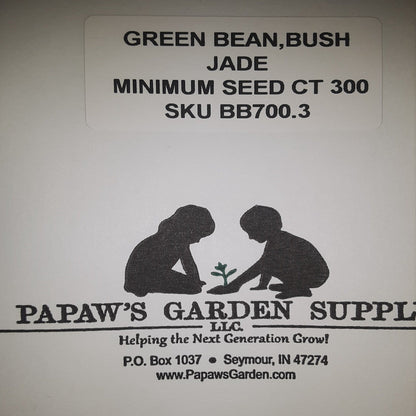 GREEN BEAN,BUSH
JADE
MINIMUM SEED CT 300
SKU BB700.3
PAPAW'S GARDEN SUPPL
L.L.C.
Helping the Next Generation Grow!
P.O. Box 1037 • Seymour, IN 47274
www.PapawsGarden.com